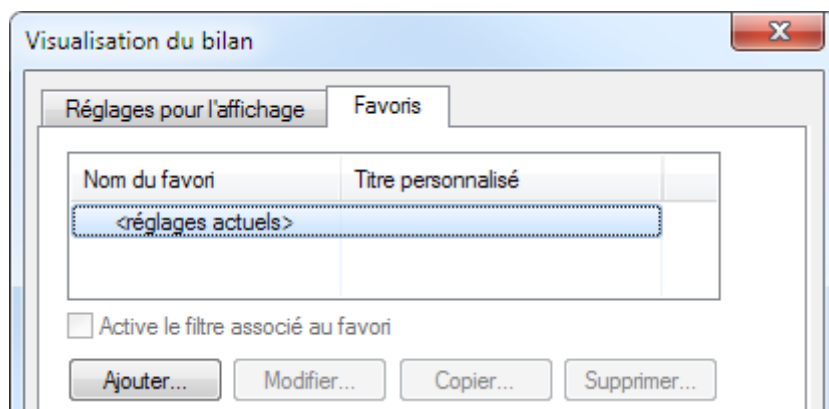 Visualisation du bilan
Réglages pour l'affichage Favoris
Nom du favori Titre personnalisé
<réglages actuels>
Active le filtre associé au favori
Ajouter... Modifier... Copier... Supprimer...